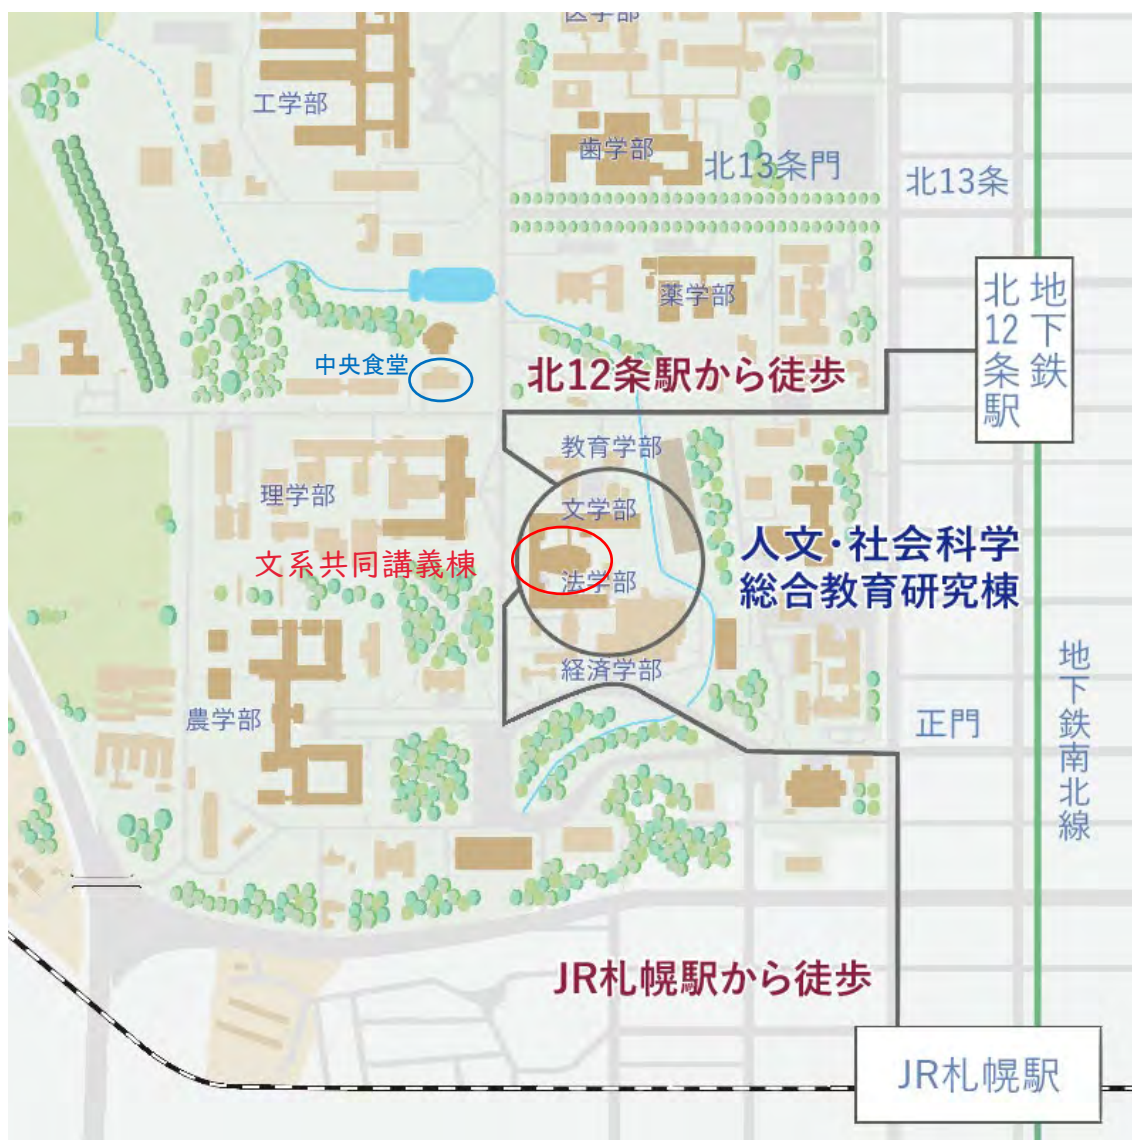 医学部
工学部
歯学部
北13条門
北13条
薬学部
地下鉄
北12条駅
中央食堂
北12条駅から徒歩
教育学部
理学部
文学部
人文・社会科学
総合教育研究棟
文系共同講義棟
法学部
経済学部
農学部
正門
地下鉄南北線
JR札幌駅から徒歩
JR札幌駅